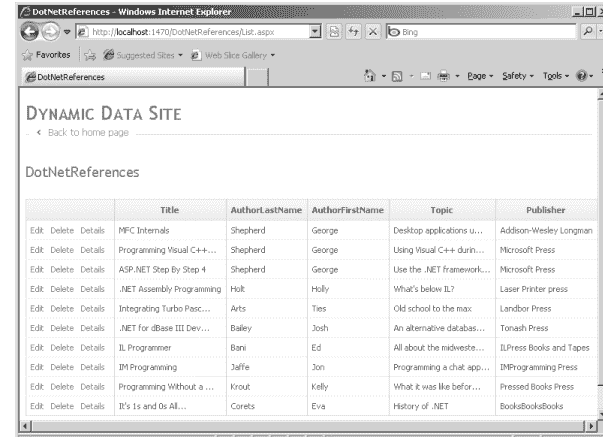 DotNetReferences - Windows Internet Explorer
http://localhost:1470/DotNetReferences/List.aspx Bing
Favorites Suggested Sites Web Slice Gallery
DotNetReferences Page Safety Tools
DYNAMIC DATA SITE
< Back to home page
DotNetReferences
Title AuthorLastName AuthorFirstName Topic Publisher
Edit Delete Details MFC Internals Shepherd George Desktop applications u... Addison-Wesley Longman
Edit Delete Details Programming Visual C++... Shepherd George Using Visual C++ durin... Microsoft Press
Edit Delete Details ASP.NET Step By Step 4 Shepherd George Use the .NET framework... Microsoft Press
Edit Delete Details .NET Assembly Programming Holt Holly What's below IL? Laser Printer press
Edit Delete Details Integrating Turbo Pasc... Arts Ties Old school to the max Landbor Press
Edit Delete Details .NET for dBase III Dev... Bailey Josh An alternative databas... Tonash Press
Edit Delete Details IL Programmer Bani Ed All about the midweste... ILPress Books and Tapes
Edit Delete Details IM Programming Jaffe Jon Programming a chat app... IMProgramming Press
Edit Delete Details Programming Without a ... Krout Kelly What it was like befor... Pressed Books Press
Edit Delete Details It's 1s and 0s All... Corets Eva History of .NET BooksBooksBooks